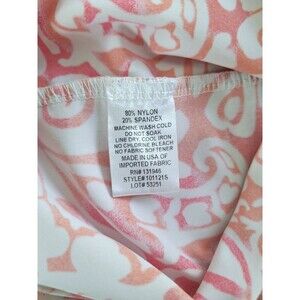 80% NYLON
20% SPANDEX
MACHINE WASH COLD
DO NOT SOAK
LINE DRY, COOL IRON
NO CHLORINE BLEACH
NO FABRIC SOFTENER
MADE IN USA OF
IMPORTED FABRIC
RN# 131946
STYLE# 101121S
LOT# 53251